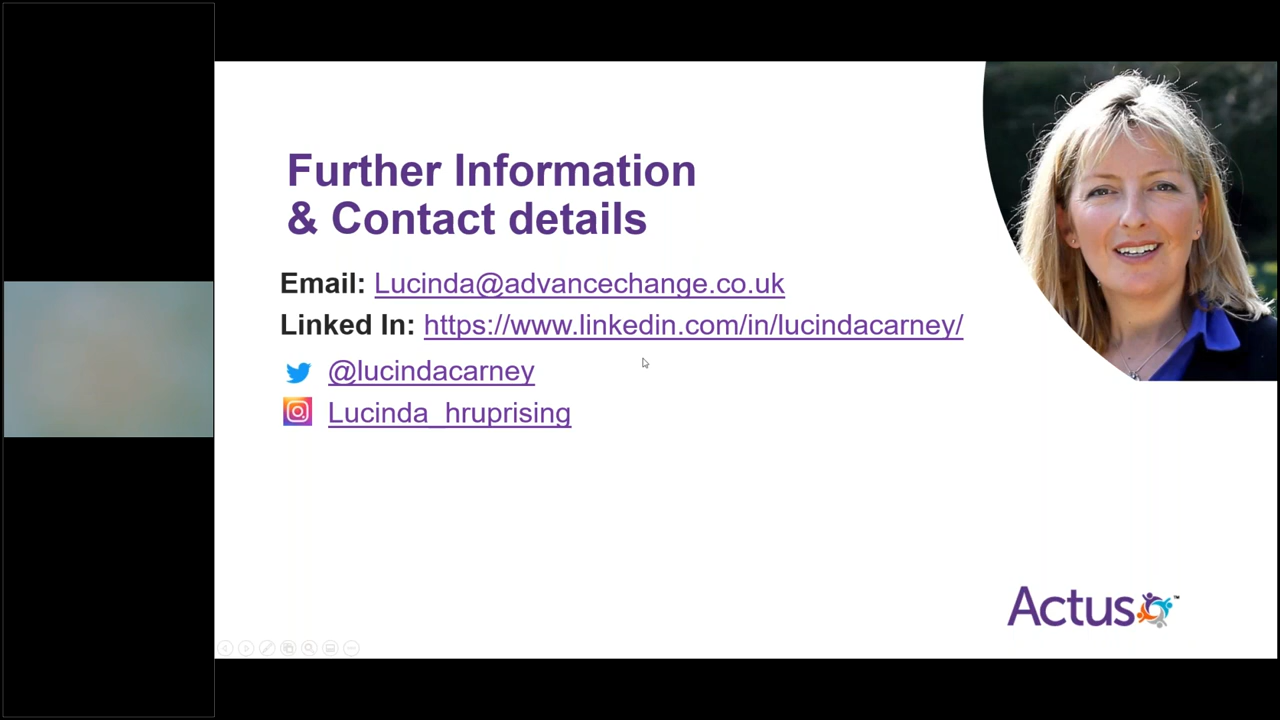 Further Information
& Contact details
Email: Lucinda@advancechange.co.uk
Linked In: https://www.linkedin.com/in/lucindacarney/
@lucindacarney
Lucinda_hruprising
Actus™